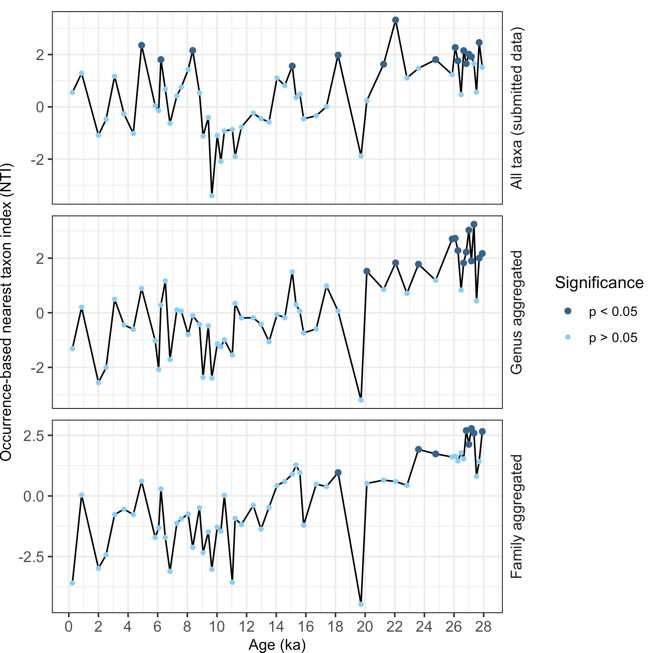 Occurrence-based nearest taxon index (NTI)
2
0
-2
All taxa (submitted data)
2
0
-2
Genus aggregated
2.5
0.0
-2.5
Family aggregated
0 2 4 6 8 10 12 14 16 18 20 22 24 26 28
Age (ka)
Significance
p < 0.05
p > 0.05